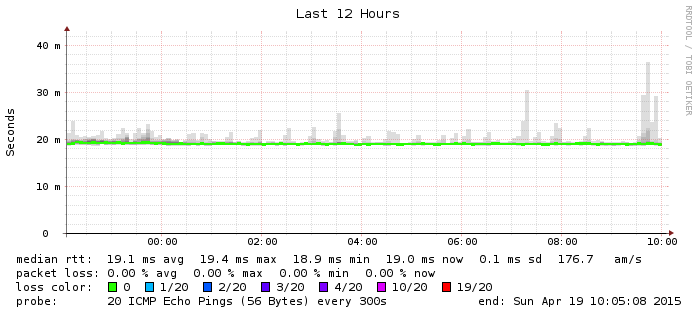 Last 12 Hours
RRDTOOL / TOBI OETIKER
Seconds
40 m
30 m
20 m
10 m
0
00:00 02:00 04:00 06:00 08:00 10:00
median rtt: 19.1 ms avg 19.4 ms max 18.9 ms min 19.0 ms now 0.1 ms sd 176.7 am/s
packet loss: 0.00 % avg 0.00 % max 0.00 % min 0.00 % now
loss color: 0 1/20 2/20 3/20 4/20 10/20 19/20
probe: 20 ICMP Echo Pings (56 Bytes) every 300s end: Sun Apr 19 10:05:08 2015